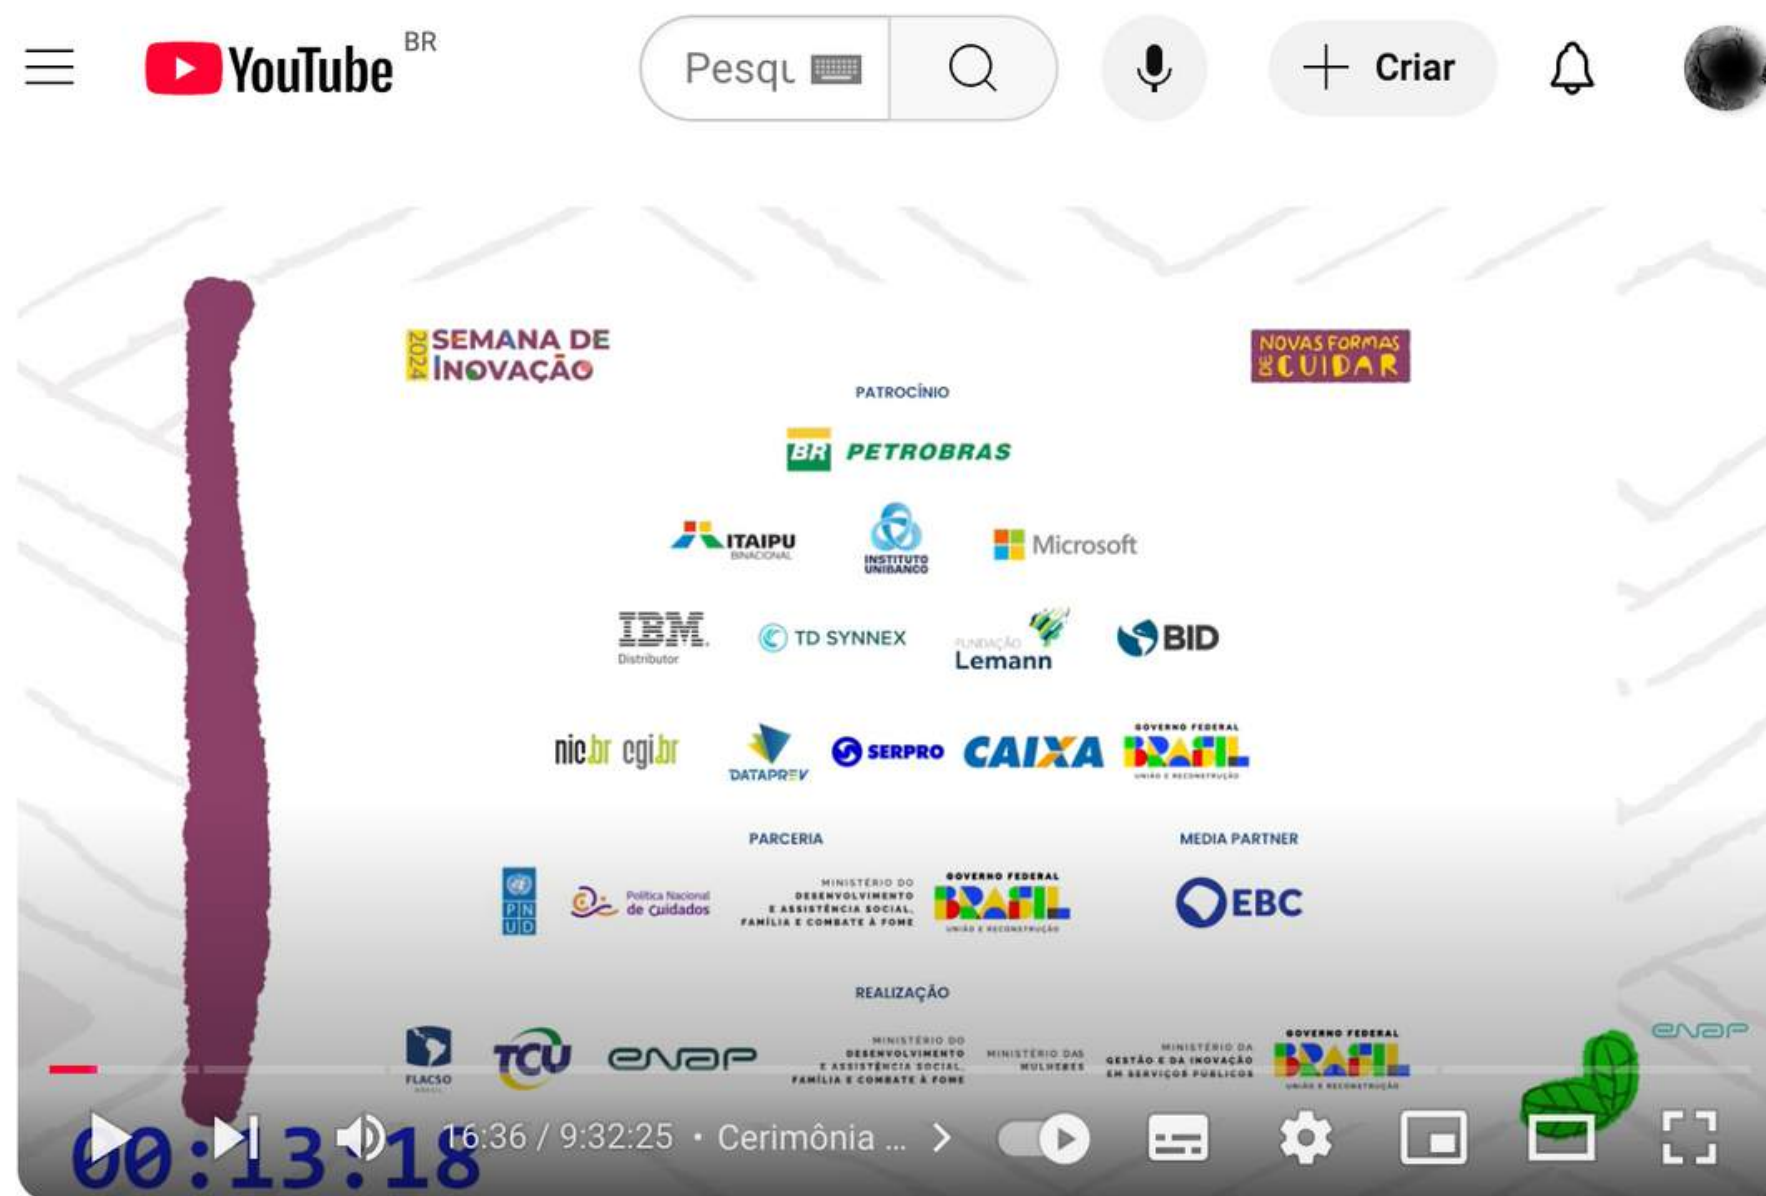 YouTube BR
Pesqu
Criar
2024 SEMANA DE
INOVAÇÃO
NOVAS FORMAS
DE CUIDAR
PATROCÍNIO
BR PETROBRAS
ITAIPU
BINACIONAL
INSTITUTO
UNIBANCO
Microsoft
IBM.
Distributor
TD SYNNEX
FUNDAÇÃO
Lemann
BID
nic.br cgi.br
DATAPREV
SERPRO
CAIXA
GOVERNO FEDERAL
BRASIL
UNIÃO E RECONSTRUÇÃO
PARCERIA
MEDIA PARTNER
PNUD
Política Nacional
de Cuidados
MINISTÉRIO DO
DESENVOLVIMENTO
E ASSISTÊNCIA SOCIAL,
FAMÍLIA E COMBATE À FOME
GOVERNO FEDERAL
BRASIL
UNIÃO E RECONSTRUÇÃO
EBC
REALIZAÇÃO
FLACSO
BRASIL
TCU
enap
MINISTÉRIO DO
DESENVOLVIMENTO
E ASSISTÊNCIA SOCIAL,
FAMÍLIA E COMBATE À FOME
MINISTÉRIO DAS
MULHERES
MINISTÉRIO DA
GESTÃO E DA INOVAÇÃO
EM SERVIÇOS PÚBLICOS
GOVERNO FEDERAL
BRASIL
UNIÃO E RECONSTRUÇÃO
enap
00:13:18
16:36 / 9:32:25 • Cerimônia ...